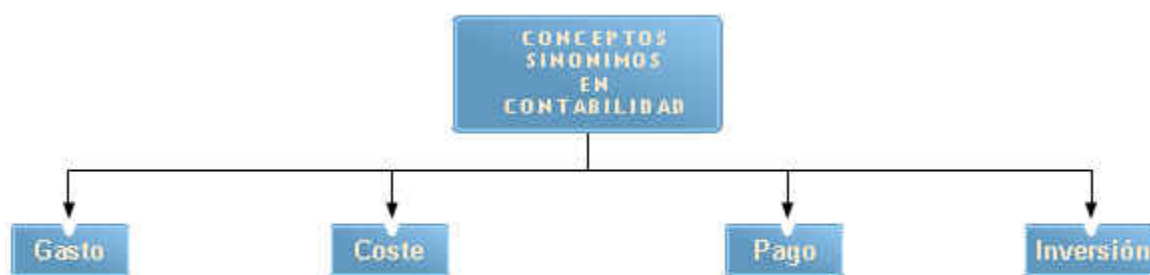 CONCEPTOS
SINONIMOS
EN
CONTABILIDAD
Gasto
Coste
Pago
Inversión